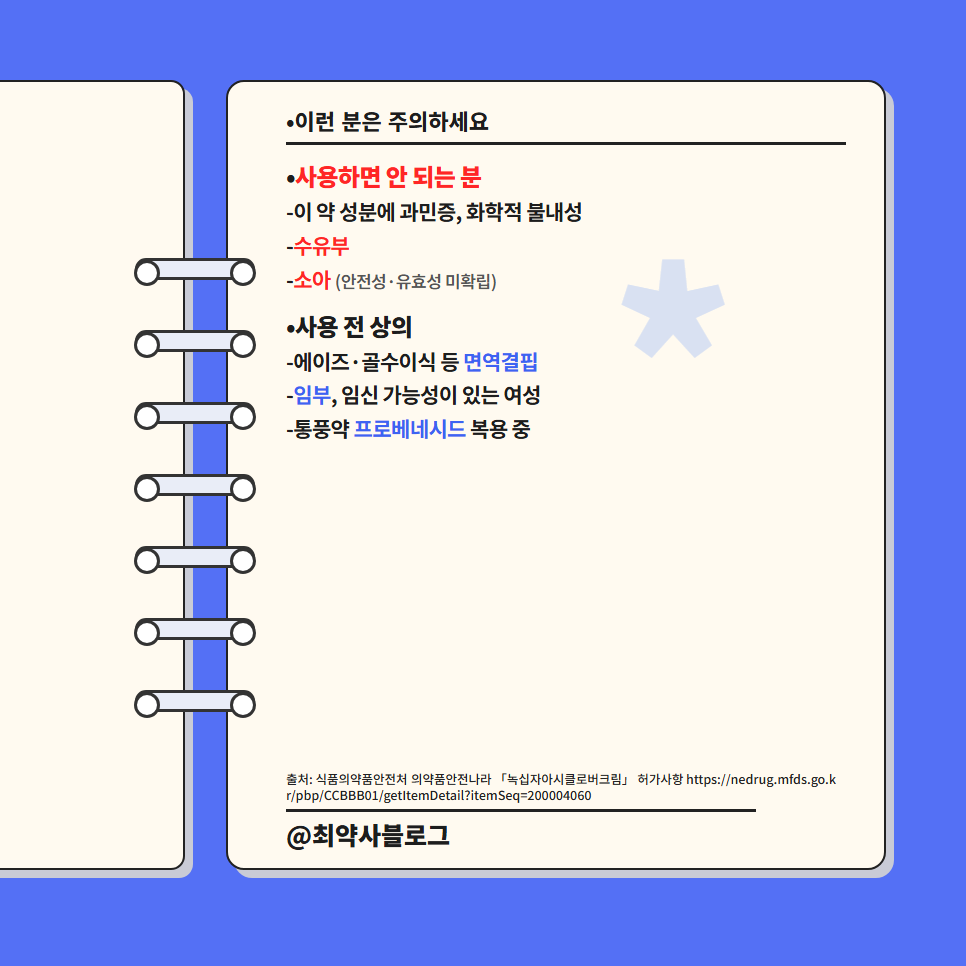 •이런 분은 주의하세요
•사용하면 안 되는 분
-이 약 성분에 과민증, 화학적 불내성
-수유부
-소아 (안전성·유효성 미확립)
•사용 전 상의
-에이즈·골수이식 등 면역결핍
-임부, 임신 가능성이 있는 여성
-통풍약 프로베네시드 복용 중
출처: 식품의약품안전처 의약품안전나라 「녹십자아시클로버크림」 허가사항 https://nedrug.mfds.go.k
r/pbp/CCBBB01/getItemDetail?itemSeq=200004060
@최약사블로그